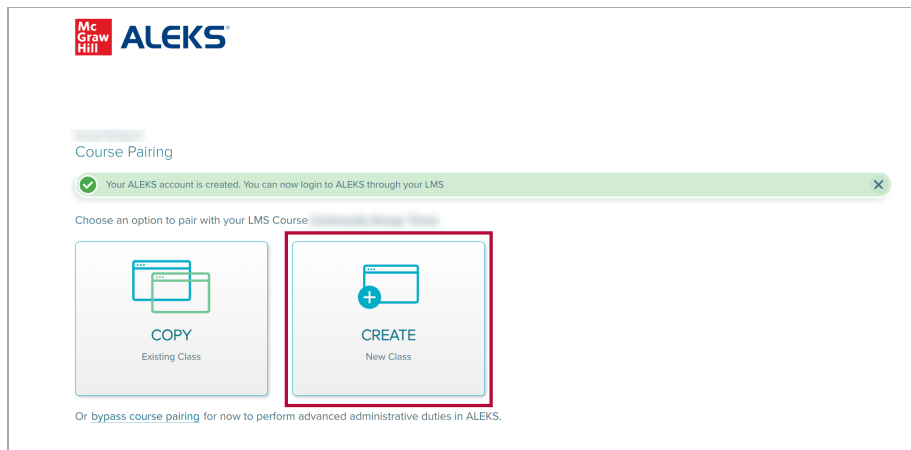 Mc
Graw
Hill
ALEKS®
Course Pairing
Your ALEKS account is created. You can now login to ALEKS through your LMS
Choose an option to pair with your LMS Course
COPY
Existing Class
CREATE
New Class
Or bypass course pairing for now to perform advanced administrative duties in ALEKS.